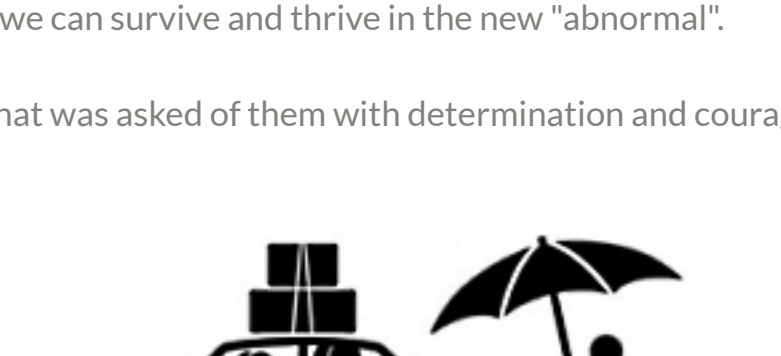 we can survive and thrive in the new "abnormal".
was asked of them with determination and